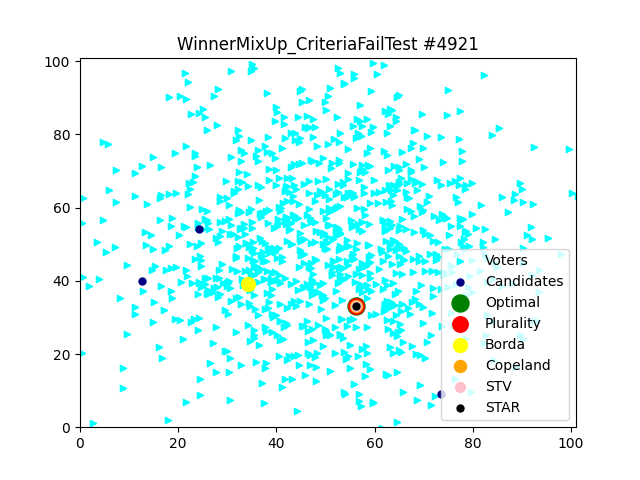 WinnerMixUp_CriteriaFailTest #4921
100
80
60
40
20
0
0
20
40
60
80
100
Voters
Candidates
Optimal
Plurality
Borda
Copeland
STV
STAR